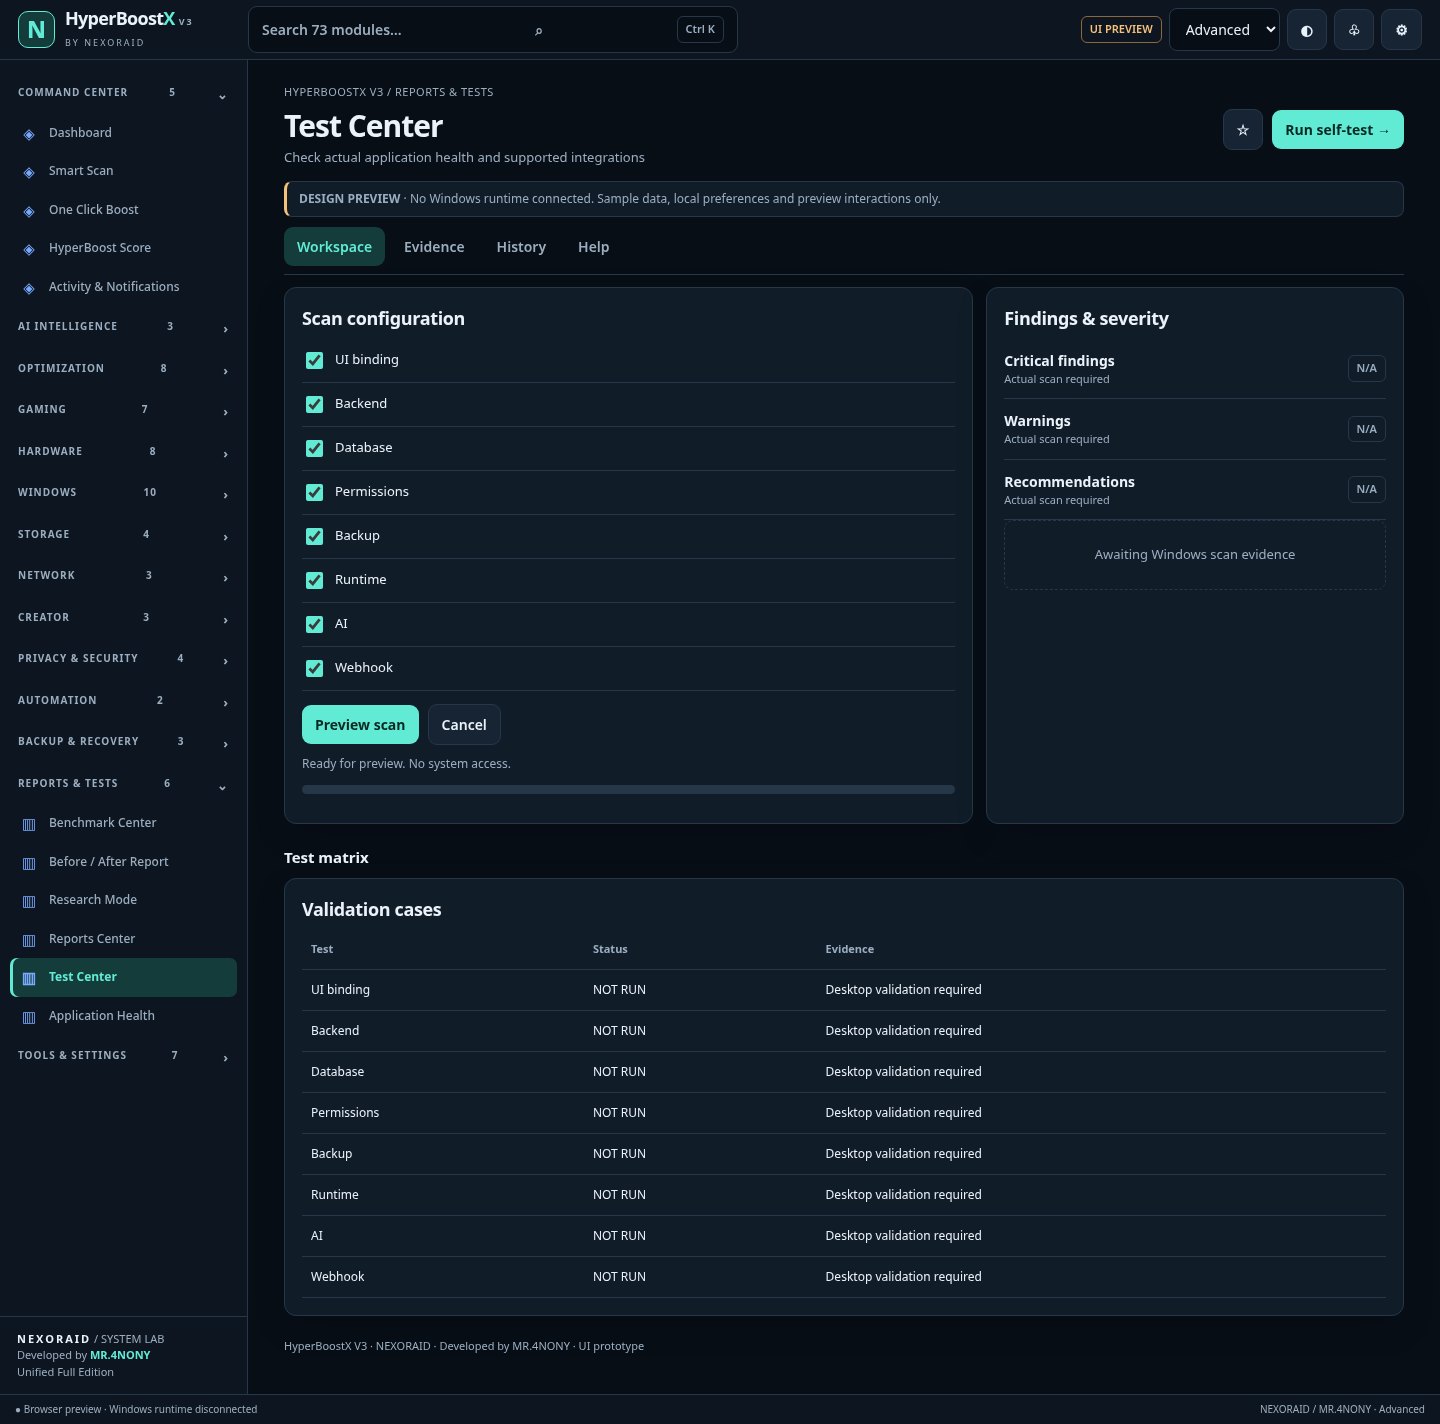 N HyperBoostX V3
BY NEXORAID
Search 73 modules...
Ctrl K
UI PREVIEW
Advanced
COMMAND CENTER 5
Dashboard
Smart Scan
One Click Boost
HyperBoost Score
Activity & Notifications
AI INTELLIGENCE 3
OPTIMIZATION 8
GAMING 7
HARDWARE 8
WINDOWS 10
STORAGE 4
NETWORK 3
CREATOR 3
PRIVACY & SECURITY 4
AUTOMATION 2
BACKUP & RECOVERY 3
REPORTS & TESTS 6
Benchmark Center
Before / After Report
Research Mode
Reports Center
Test Center
Application Health
TOOLS & SETTINGS 7
NEXORAID / SYSTEM LAB
Developed by MR.4NONY
Unified Full Edition
HYPERBOOSTX V3 / REPORTS & TESTS
Test Center
Check actual application health and supported integrations
Run self-test →
DESIGN PREVIEW · No Windows runtime connected. Sample data, local preferences and preview interactions only.
Workspace Evidence History Help
Scan configuration
UI binding
Backend
Database
Permissions
Backup
Runtime
AI
Webhook
Preview scan Cancel
Ready for preview. No system access.
Findings & severity
Critical findings
Actual scan required
N/A
Warnings
Actual scan required
N/A
Recommendations
Actual scan required
N/A
Awaiting Windows scan evidence
Test matrix
Validation cases
Test Status Evidence
UI binding NOT RUN Desktop validation required
Backend NOT RUN Desktop validation required
Database NOT RUN Desktop validation required
Permissions NOT RUN Desktop validation required
Backup NOT RUN Desktop validation required
Runtime NOT RUN Desktop validation required
AI NOT RUN Desktop validation required
Webhook NOT RUN Desktop validation required
HyperBoostX V3 · NEXORAID · Developed by MR.4NONY · UI prototype
● Browser preview · Windows runtime disconnected
NEXORAID / MR.4NONY · Advanced